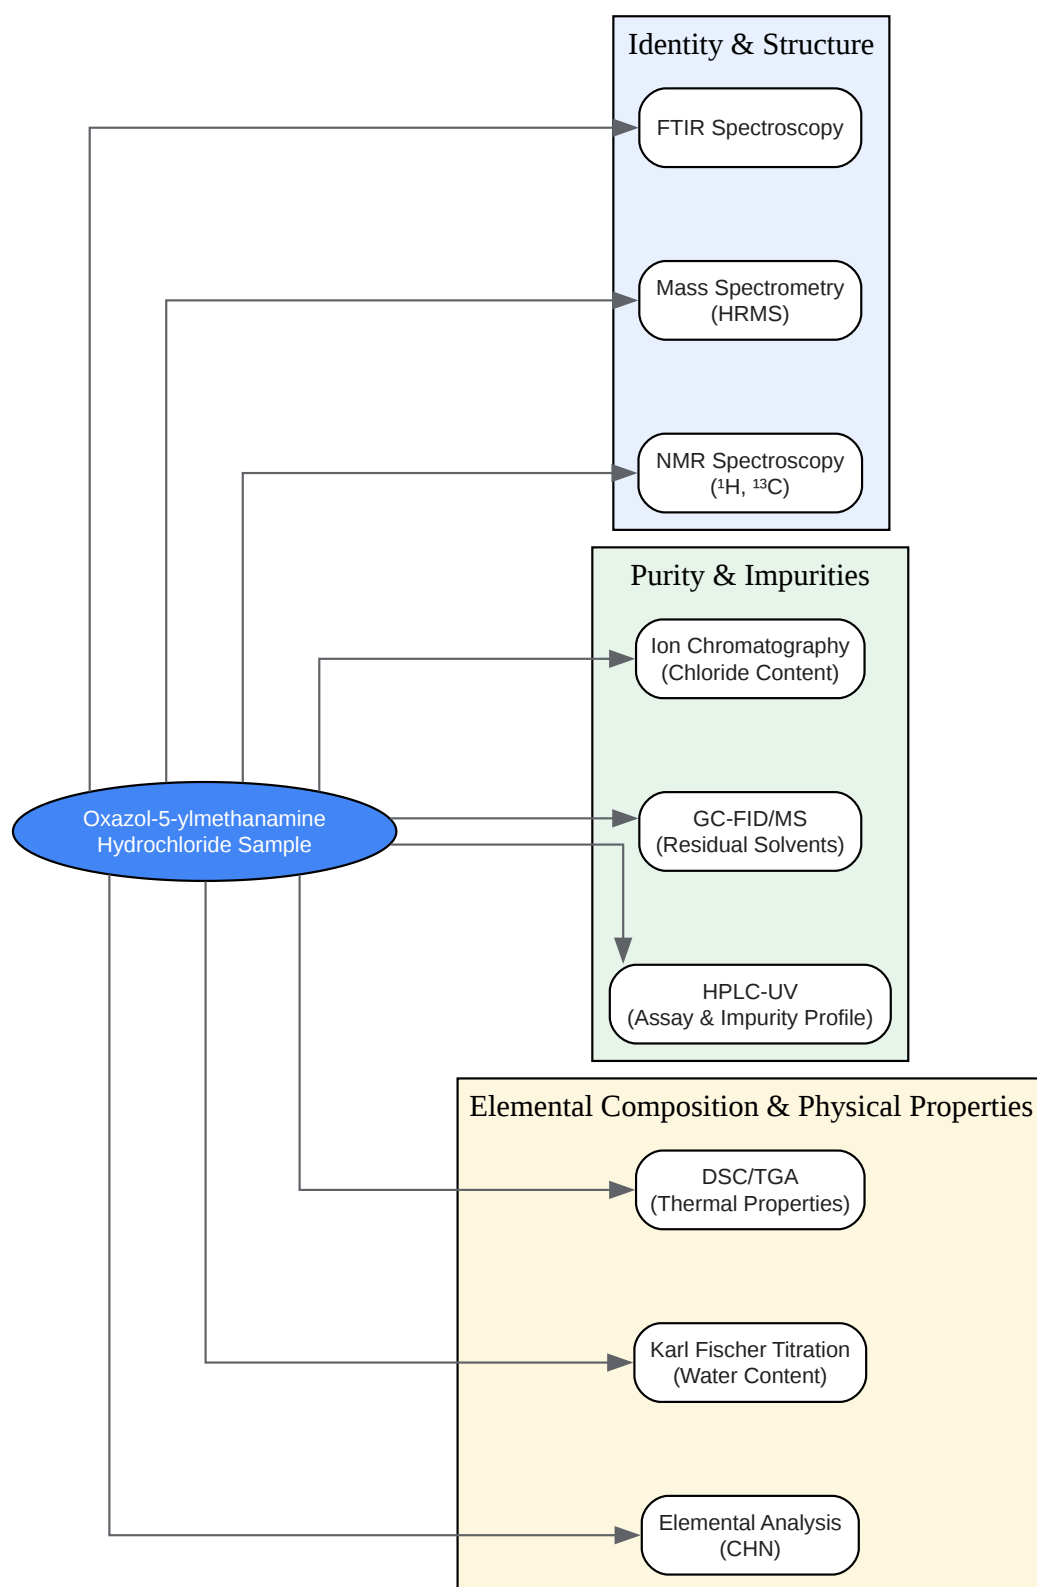 Identity & Structure
FTIR Spectroscopy
Mass Spectrometry
(HRMS)
NMR Spectroscopy
(¹H, ¹³C)
Purity & Impurities
Ion Chromatography
(Chloride Content)
Oxazol-5-ylmethanamine
Hydrochloride Sample
GC-FID/MS
(Residual Solvents)
HPLC-UV
(Assay & Impurity Profile)
Elemental Composition & Physical Properties
DSC/TGA
(Thermal Properties)
Karl Fischer Titration
(Water Content)
Elemental Analysis
(CHN)